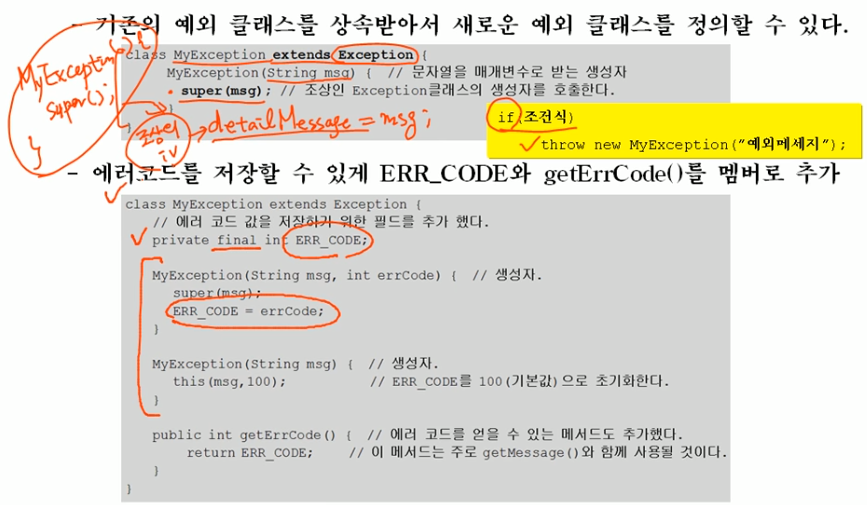 - 기존의 예외 클래스를 상속받아서 새로운 예외 클래스를 정의할 수 있다.
class MyException extends Exception {
MyException(String msg) { // 문자열을 매개변수로 받는 생성자
super(msg); // 조상인 Exception클래스의 생성자를 호출한다.
}
}
MyException() {
super();
}
조상의 iv → detailMessage = msg;
if(조건식)
throw new MyException("예외메세지");
- 에러코드를 저장할 수 있게 ERR_CODE와 getErrCode()를 멤버로 추가
class MyException extends Exception {
// 에러 코드 값을 저장하기 위한 필드를 추가 했다.
private final int ERR_CODE;
MyException(String msg, int errCode) { // 생성자.
super(msg);
ERR_CODE = errCode;
}
MyException(String msg) { // 생성자.
this(msg,100); // ERR_CODE를 100(기본값)으로 초기화한다.
}
public int getErrCode() { // 에러 코드를 얻을 수 있는 메서드도 추가했다.
return ERR_CODE; // 이 메서드는 주로 getMessage()와 함께 사용될 것이다.
}
}